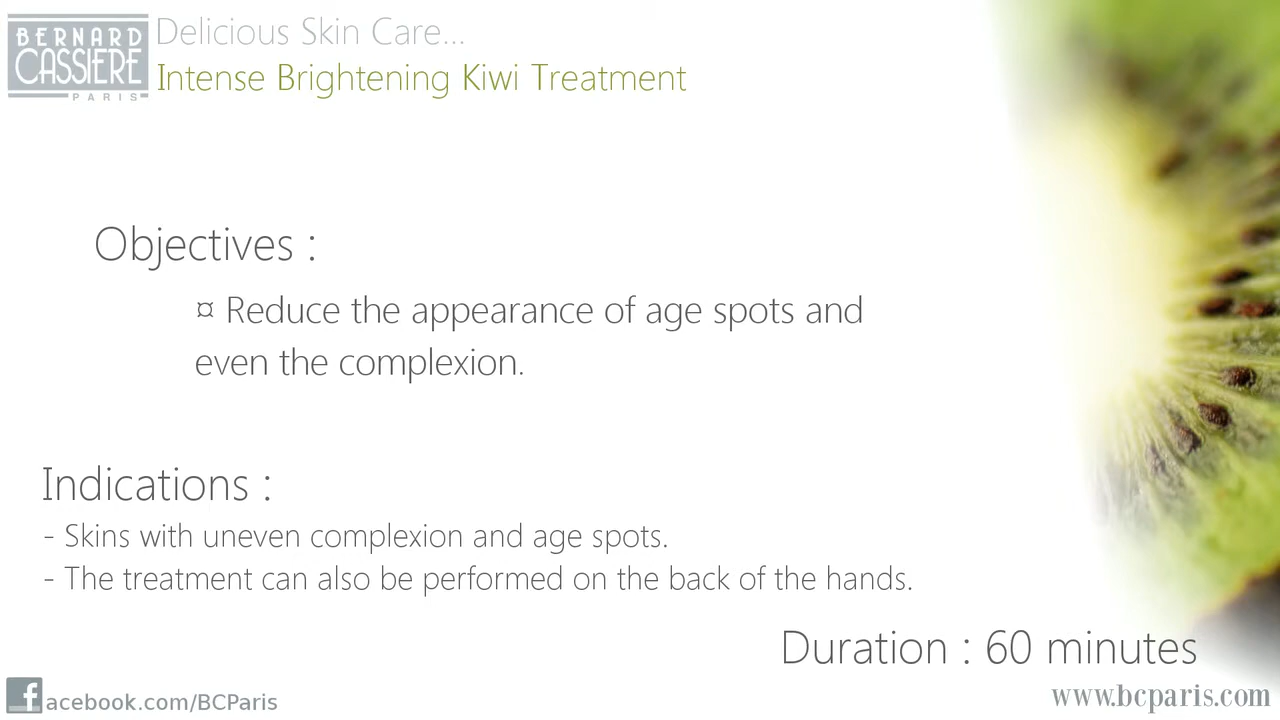 BERNARD
CASSIERE
PARIS
Delicious Skin Care...
Intense Brightening Kiwi Treatment
Objectives :
¤ Reduce the appearance of age spots and
even the complexion.
Indications :
- Skins with uneven complexion and age spots.
- The treatment can also be performed on the back of the hands.
Duration : 60 minutes
facebook.com/BCParis
www.bcparis.com